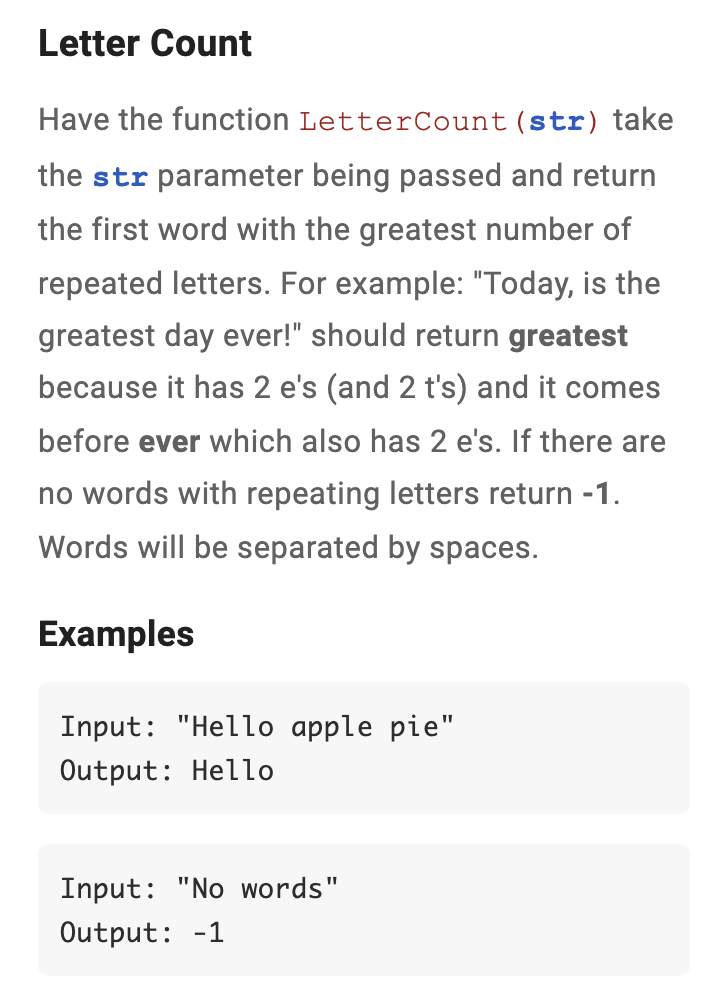 Letter Count
Have the function LetterCount(str) take
the str parameter being passed and return
the first word with the greatest number of
repeated letters. For example: "Today, is the
greatest day ever!" should return greatest
because it has 2 e's (and 2 t's) and it comes
before ever which also has 2 e's. If there are
no words with repeating letters return -1.
Words will be separated by spaces.
Examples
Input: "Hello apple pie"
Output: Hello
Input: "No words"
Output: -1